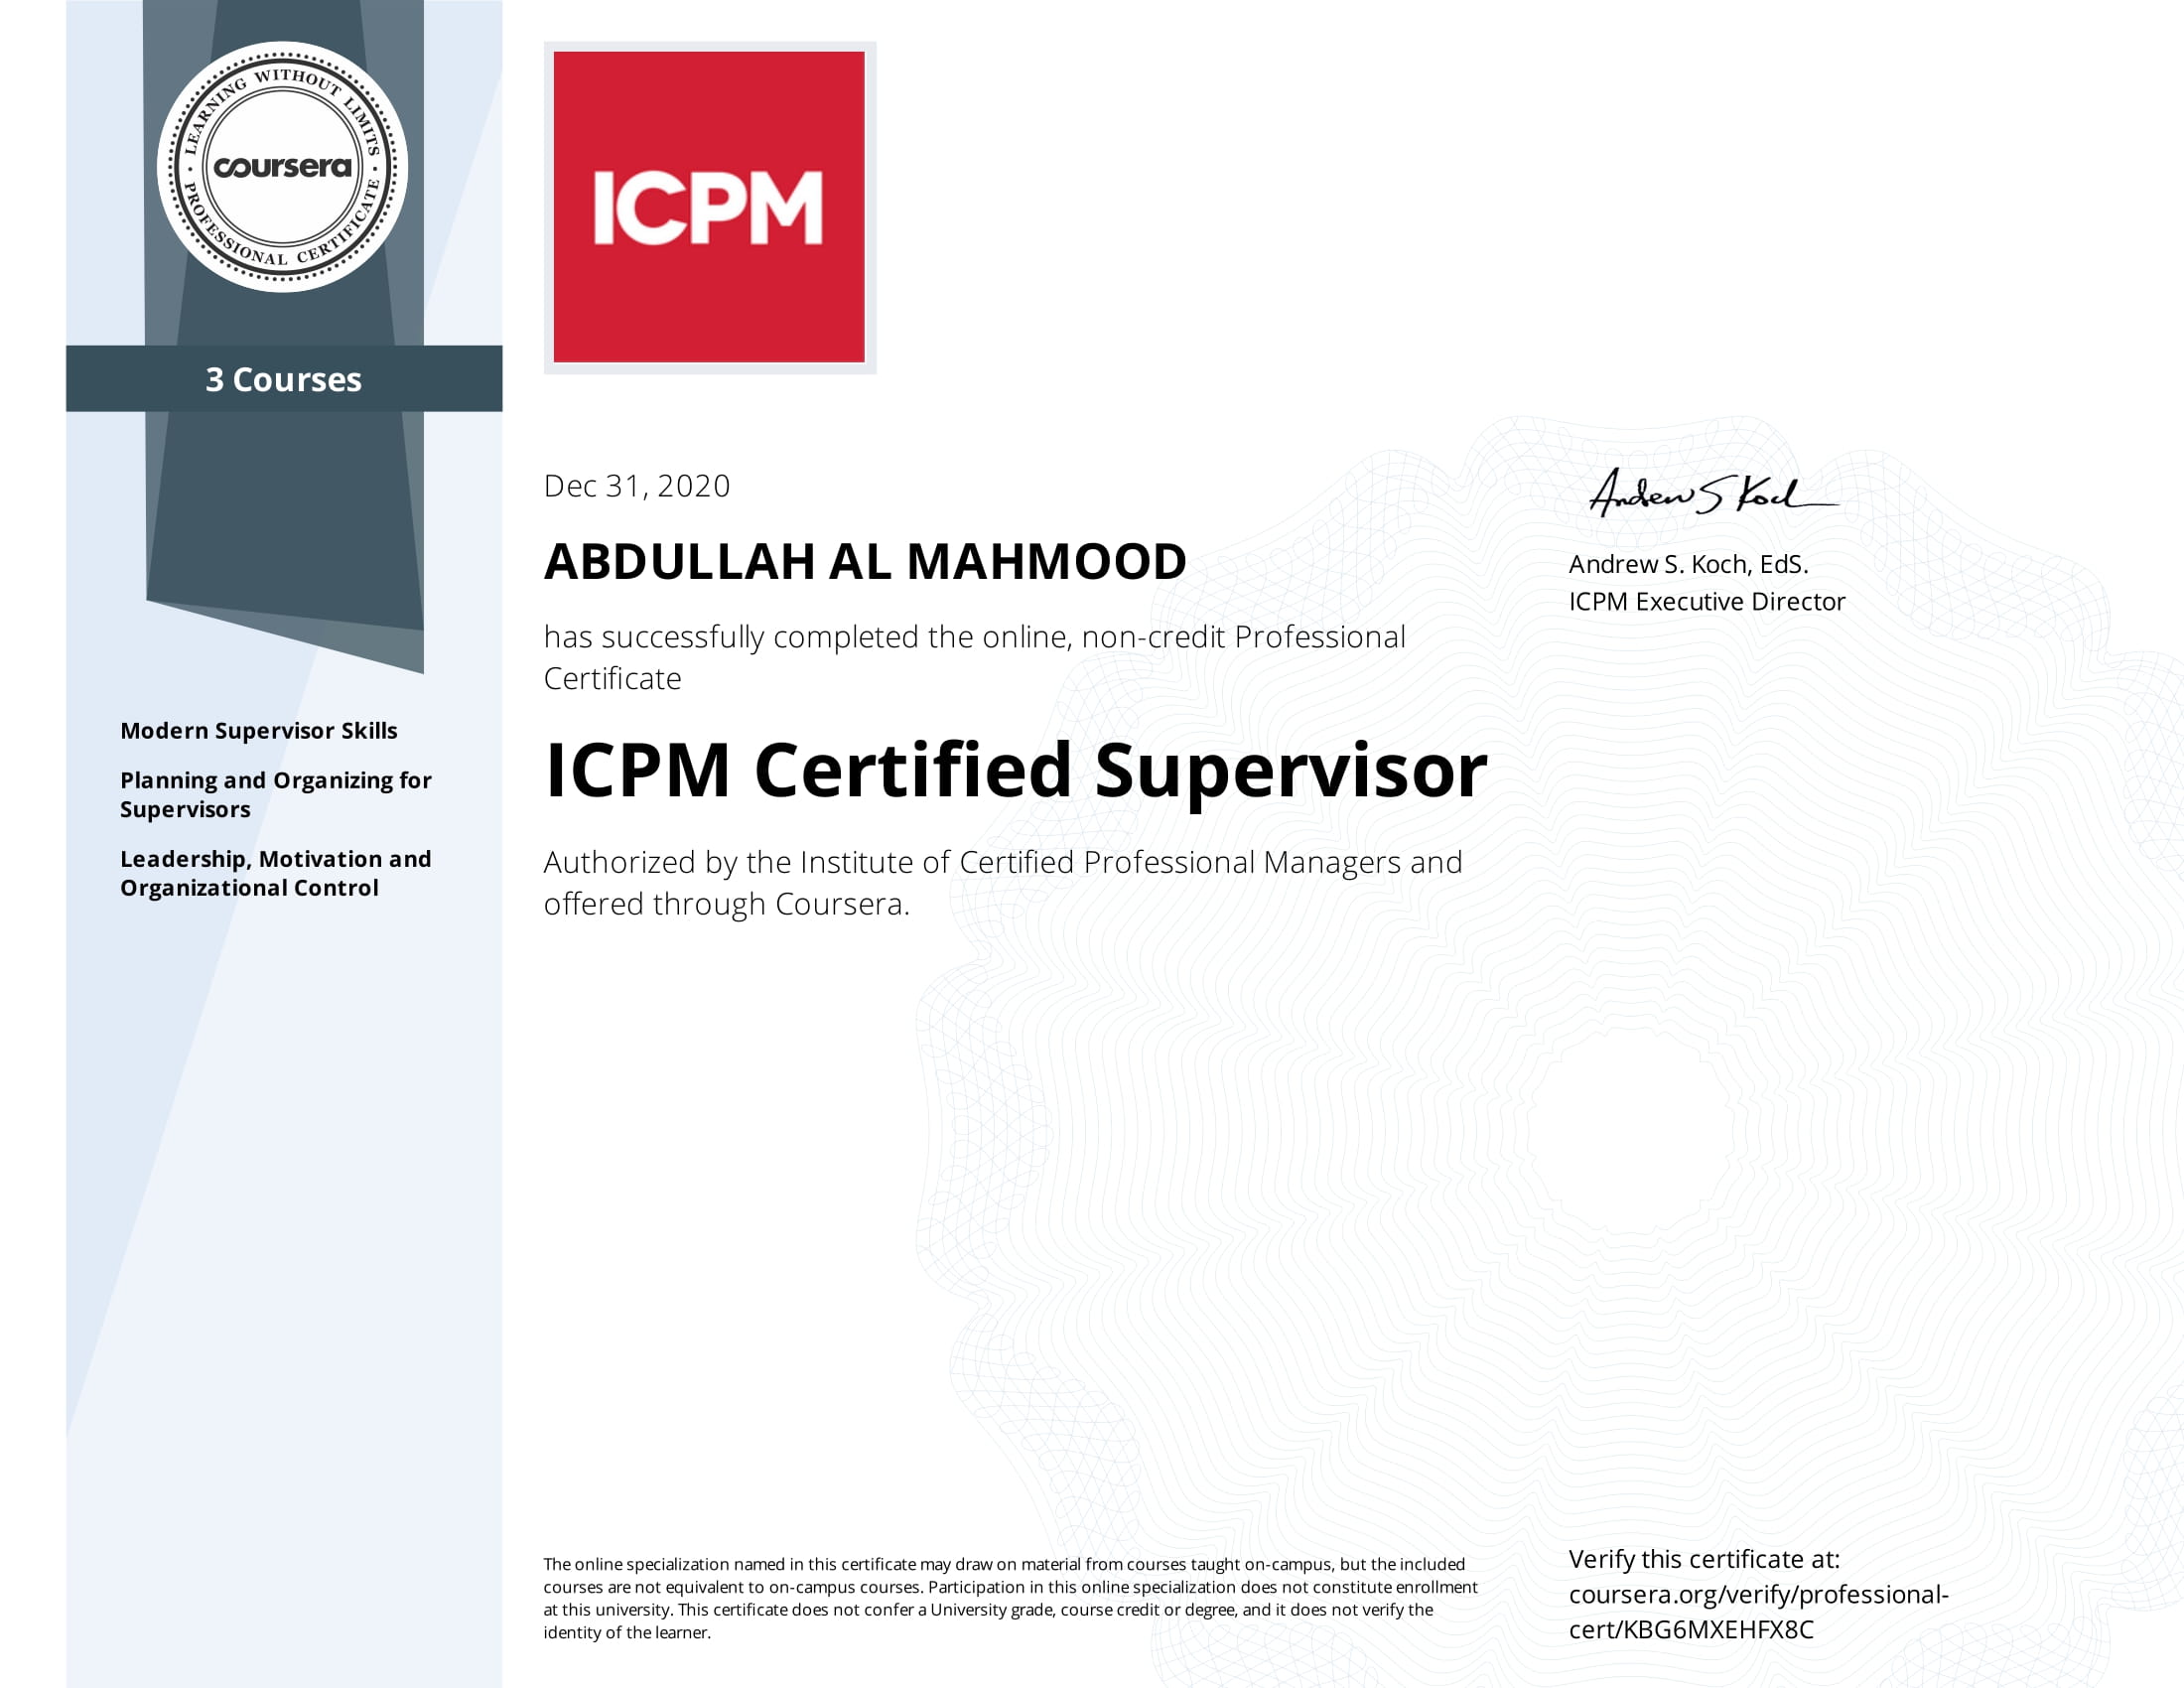 LEARNING WITHOUT LIMITS
coursera
PROFESSIONAL CERTIFICATE
3 Courses
Modern Supervisor Skills
Planning and Organizing for
Supervisors
Leadership, Motivation and
Organizational Control
ICPM
Dec 31, 2020
ABDULLAH AL MAHMOOD
has successfully completed the online, non-credit Professional
Certificate
ICPM Certified Supervisor
Authorized by the Institute of Certified Professional Managers and
offered through Coursera.
Andrew S Koch
Andrew S. Koch, EdS.
ICPM Executive Director
The online specialization named in this certificate may draw on material from courses taught on-campus, but the included
courses are not equivalent to on-campus courses. Participation in this online specialization does not constitute enrollment
at this university. This certificate does not confer a University grade, course credit or degree, and it does not verify the
identity of the learner.
Verify this certificate at:
coursera.org/verify/professional-
cert/KBG6MXEHFX8C